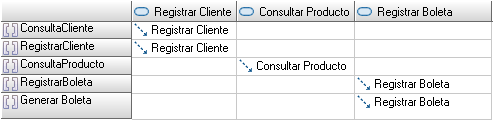 Registrar Cliente Consultar Producto Registrar Boleta
ConsultaCliente Registrar Cliente
RegistrarCliente Registrar Cliente
ConsultaProducto Consultar Producto
RegistrarBoleta Registrar Boleta
Generar Boleta Registrar Boleta